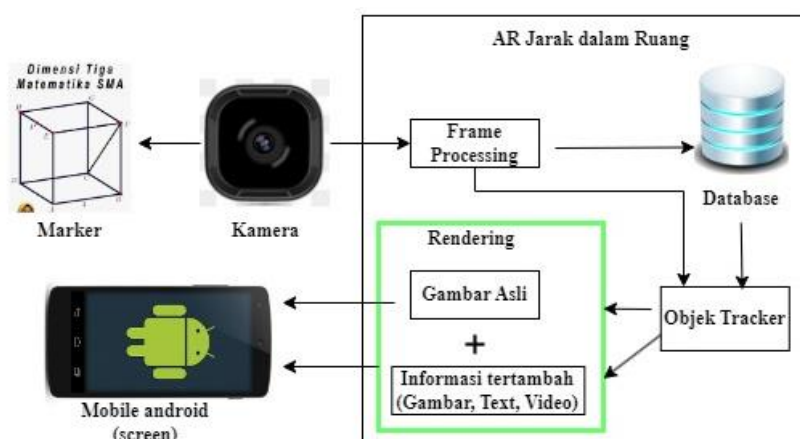 AR Jarak dalam Ruang
Dimensi Tiga
Matematika SMA
Marker
Kamera
Frame
Processing
Database
Rendering
Gambar Asli
+
Informasi tertambah
(Gambar, Text, Video)
Objek Tracker
Mobile android
(screen)